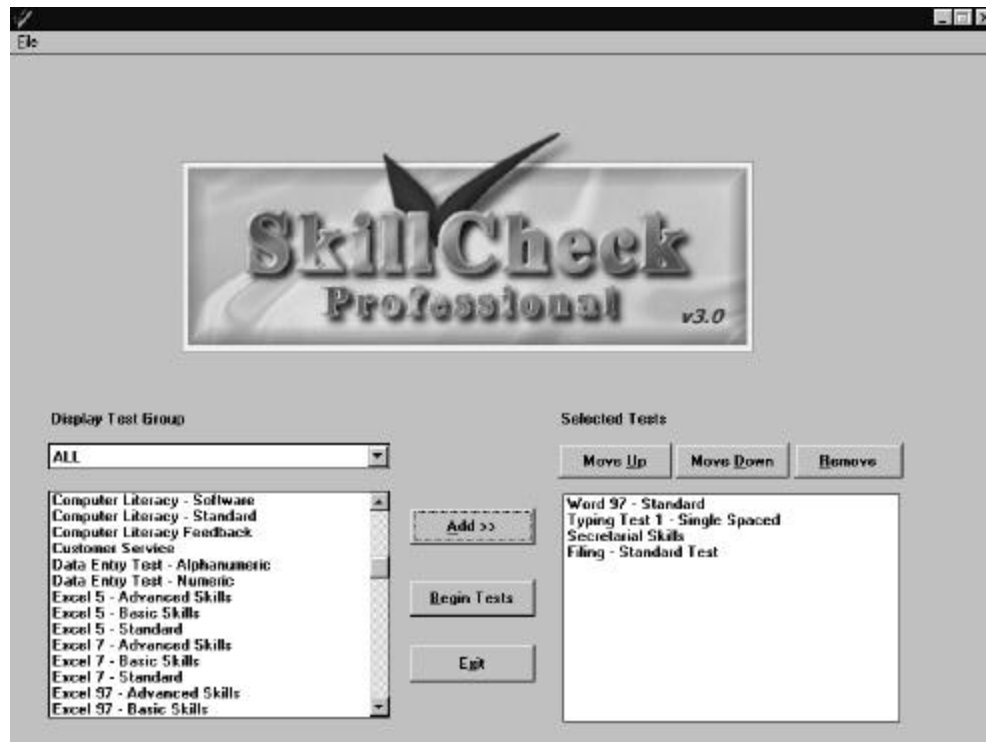 File
SkillCheck
Professional
v3.0
Display Test Group
ALL
Computer Literacy - Software
Computer Literacy - Standard
Computer Literacy Feedback
Customer Service
Data Entry Test - Alphanumeric
Data Entry Test - Numeric
Excel 5 - Advanced Skills
Excel 5 - Basic Skills
Excel 5 - Standard
Excel 7 - Advanced Skills
Excel 7 - Basic Skills
Excel 7 - Standard
Excel 97 - Advanced Skills
Excel 97 - Basic Skills
Add >>
Begin Tests
Exit
Selected Tests
Move Up Move Down Remove
Word 97 - Standard
Typing Test 1 - Single Spaced
Secretarial Skills
Filing - Standard Test